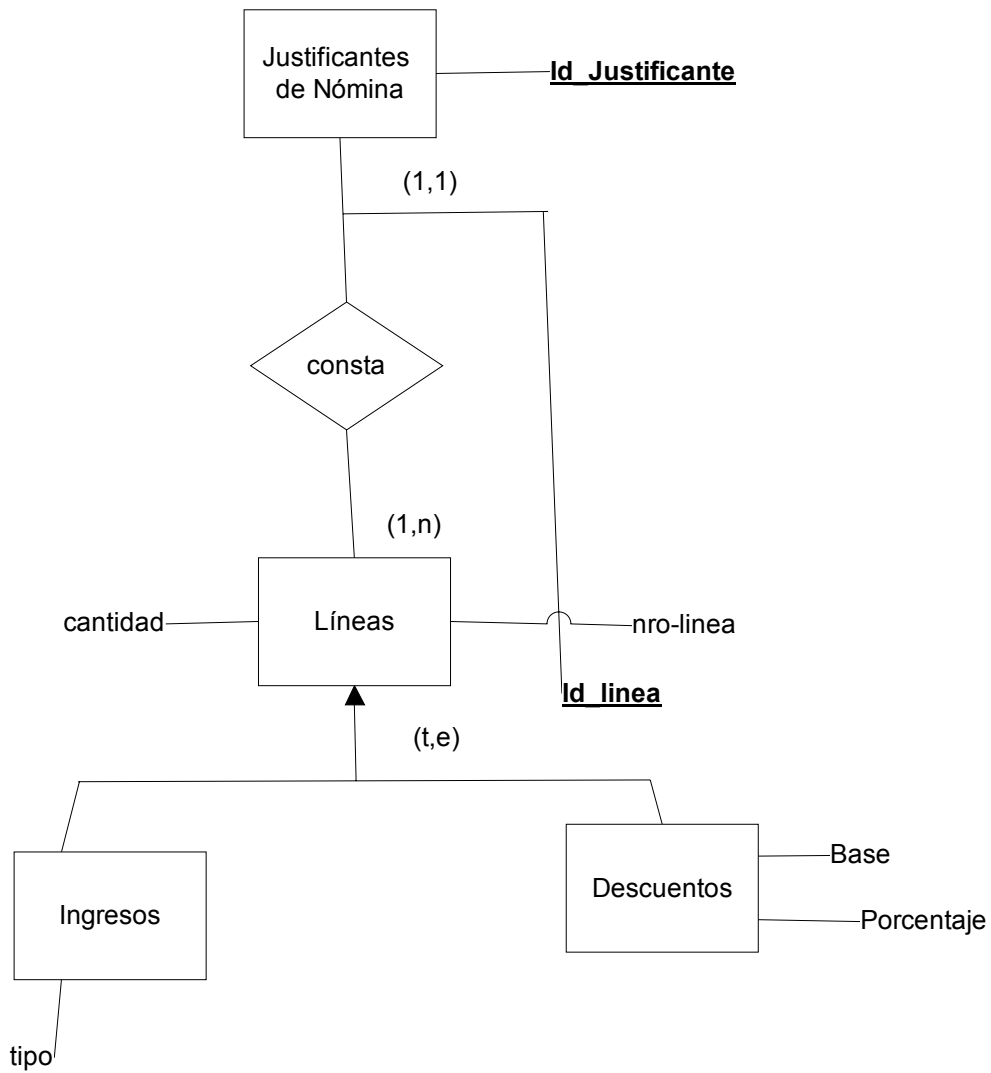 Justificantes
de Nómina
Id_Justificante
(1,1)
consta
(1,n)
cantidad
Líneas
nro-linea
Id_linea
(t,e)
Ingresos
Descuentos
Base
Porcentaje
tipo